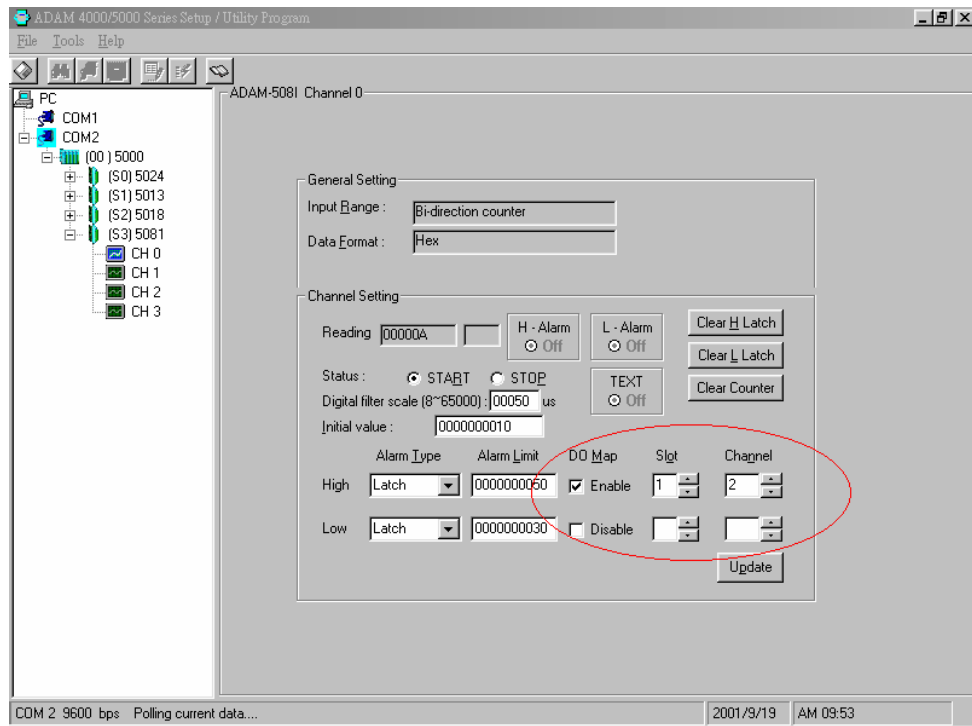 ADAM 4000/5000 Series Setup / Utility Program
File Tools Help
PC
COM1
COM2
(00 ) 5000
(S0) 5024
(S1) 5013
(S2) 5018
(S3) 5081
CH 0
CH 1
CH 2
CH 3
ADAM-5081 Channel 0
General Setting
Input Range : Bi-direction counter
Data Format : Hex
Channel Setting
Reading 00000A
H - Alarm
Off
L - Alarm
Off
Clear H Latch
Clear L Latch
Clear Counter
Status : START STOP
TEXT
Off
Digital filter scale (8~65000) : 00050 us
Initial value : 0000000010
Alarm Type Alarm Limit DO Map Slot Channel
High Latch 0000000050 Enable 1 2
Low Latch 0000000030 Disable
Update
COM 2 9600 bps Polling current data.... 2001/9/19 AM 09:53